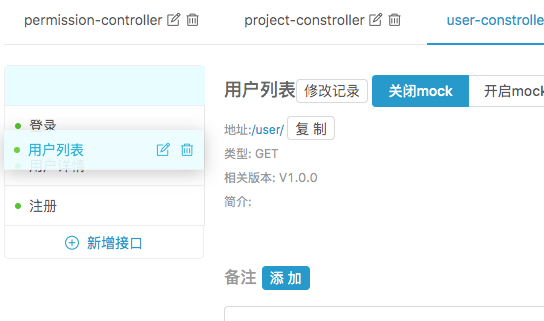 permission-controller project-constroller user-constrolle
登录
用户列表
用户详情
注册
新增接口
用户列表 修改记录 关闭mock 开启moc
地址:/user/ 复 制
类型: GET
相关版本: V1.0.0
简介:
备注 添 加